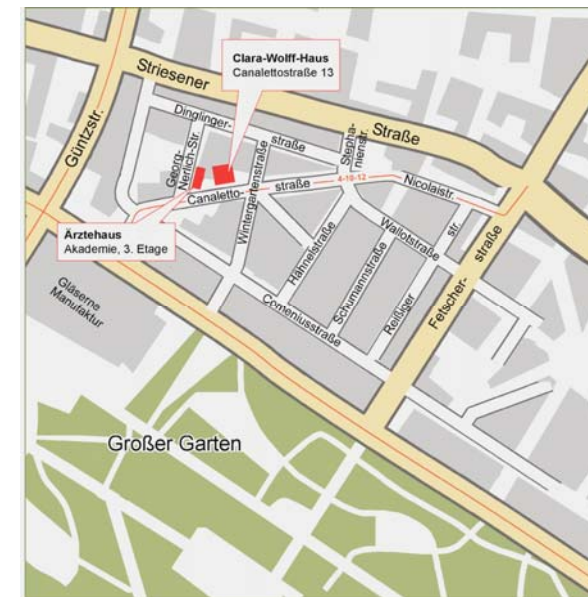 Clara-Wolff-Haus
Canalettostraße 13
Striesener
Straße
Güntzstr.
Dinglinger-
straße
Georg-
Nerlich-Str.
Stepha-
nienstr.
4-10-12
Nicolaistr.
Canaletto-
straße
Wintergartenstraße
Ärztehaus
Akademie, 3. Etage
Hähnelstraße
Wallotstraße
Schumannstraße
Reißiger
str.
Fetscher-
straße
Comeniusstraße
Gläserne
Manufaktur
Großer Garten